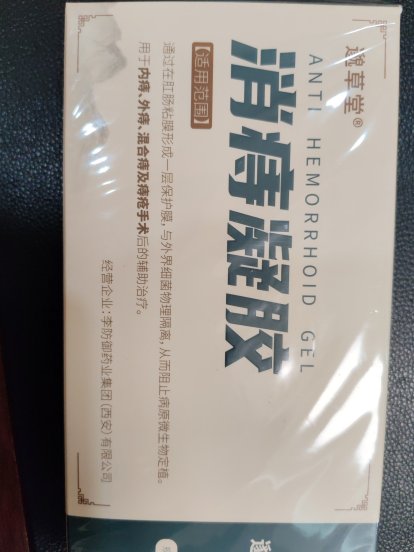 邈草堂®
ANTI HEMORRHOID GEL
消痔凝胶
【适用范围】
通过在肛肠粘膜形成一层保护膜，与外界细菌物理隔离，从而阻止病原微生物定植。
用于内痔、外痔、混合痔及痔疮手术后的辅助治疗。
经营企业：李防御药业集团（西安）有限公司